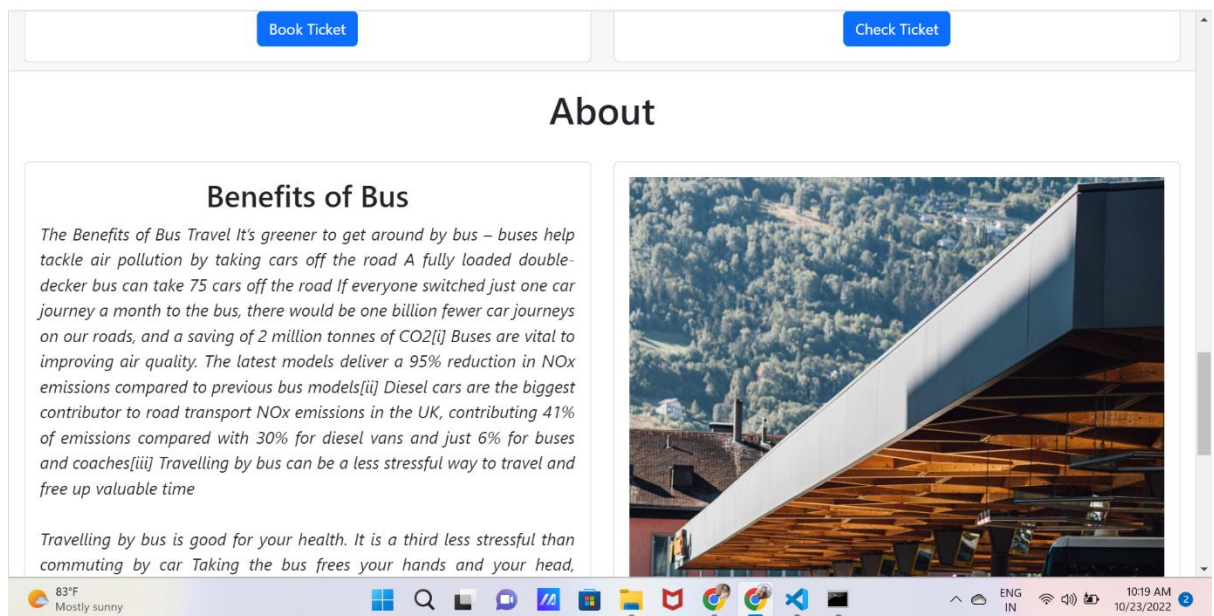 Book Ticket
Check Ticket
About
Benefits of Bus
The Benefits of Bus Travel It's greener to get around by bus – buses help
tackle air pollution by taking cars off the road A fully loaded double-
decker bus can take 75 cars off the road If everyone switched just one car
journey a month to the bus, there would be one billion fewer car journeys
on our roads, and a saving of 2 million tonnes of CO2[i] Buses are vital to
improving air quality. The latest models deliver a 95% reduction in NOx
emissions compared to previous bus models[ii] Diesel cars are the biggest
contributor to road transport NOx emissions in the UK, contributing 41%
of emissions compared with 30% for diesel vans and just 6% for buses
and coaches[iii] Travelling by bus can be a less stressful way to travel and
free up valuable time
Travelling by bus is good for your health. It is a third less stressful than
commuting by car Taking the bus frees your hands and your head,
83°F
Mostly sunny
ENG
IN
10:19 AM
10/23/2022
2